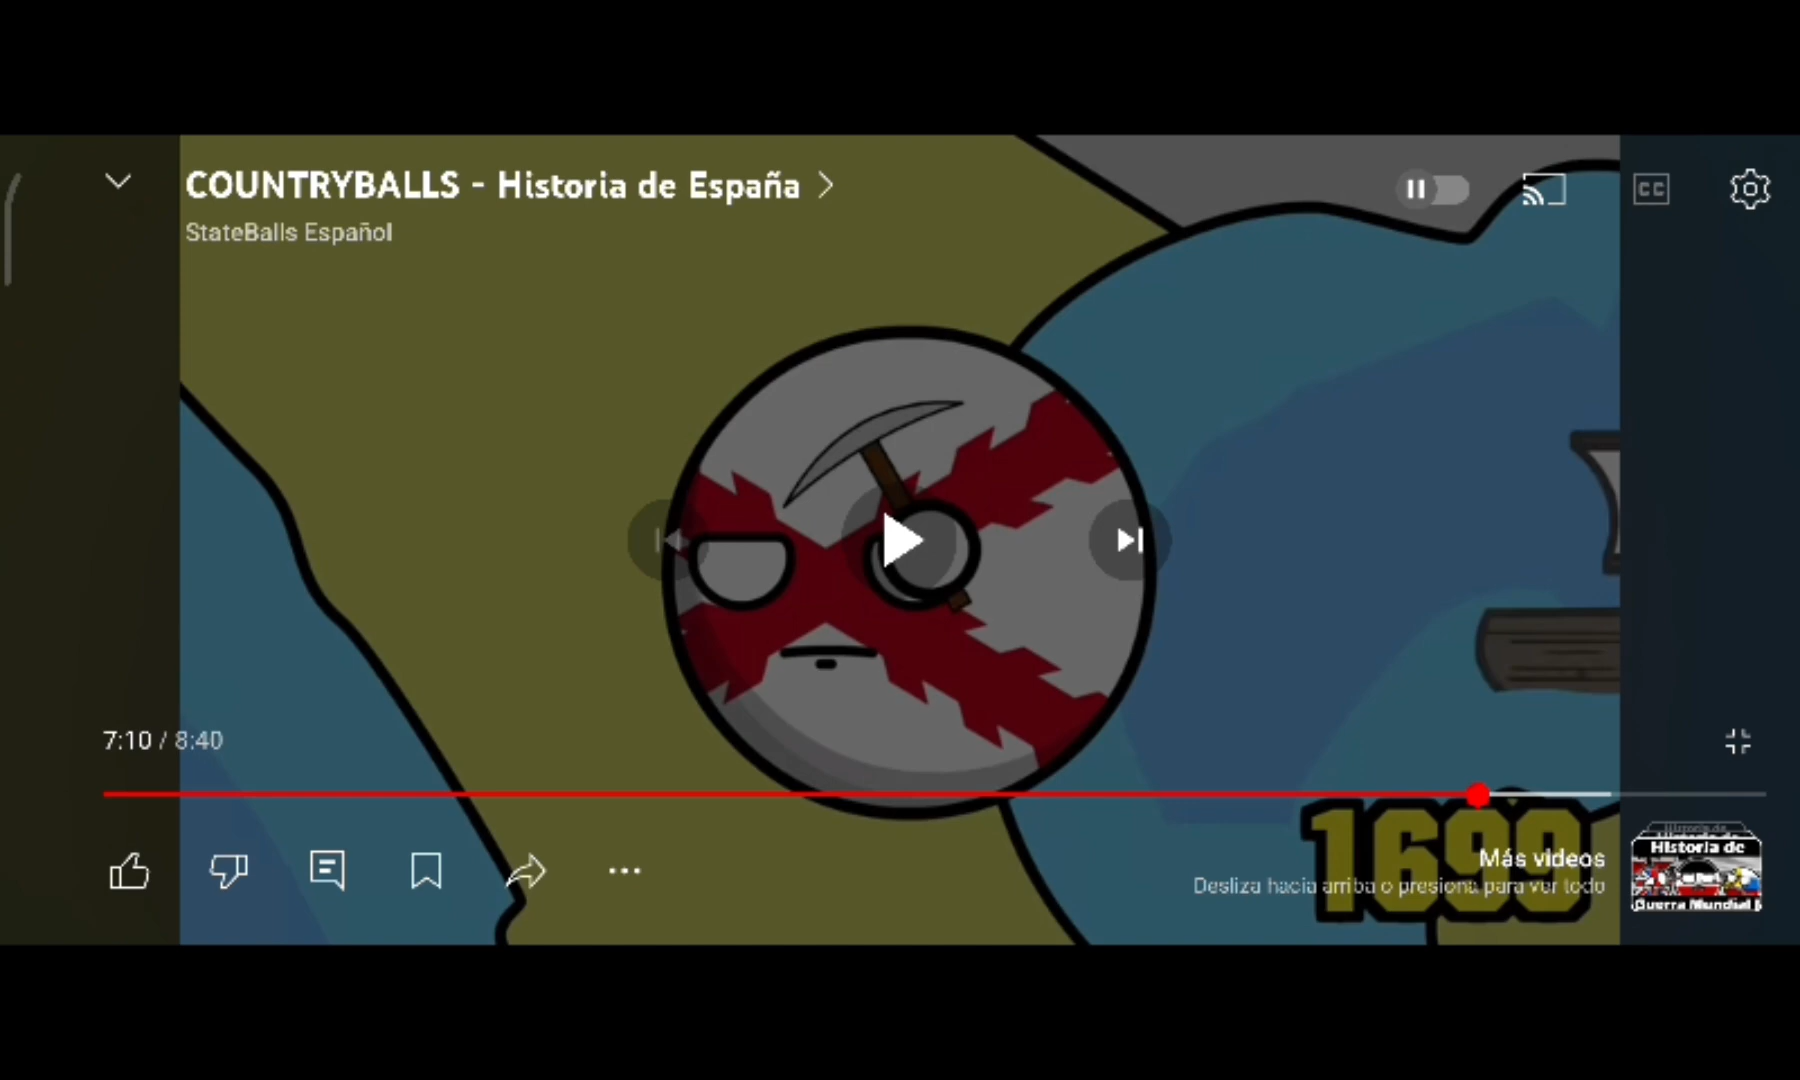 COUNTRYBALLS - Historia de España
StateBalls Español
CC
7:10 / 8:40
1699
Más videos
Desliza hacia arriba o presiona para ver todo
Historia de
Guerra Mundial